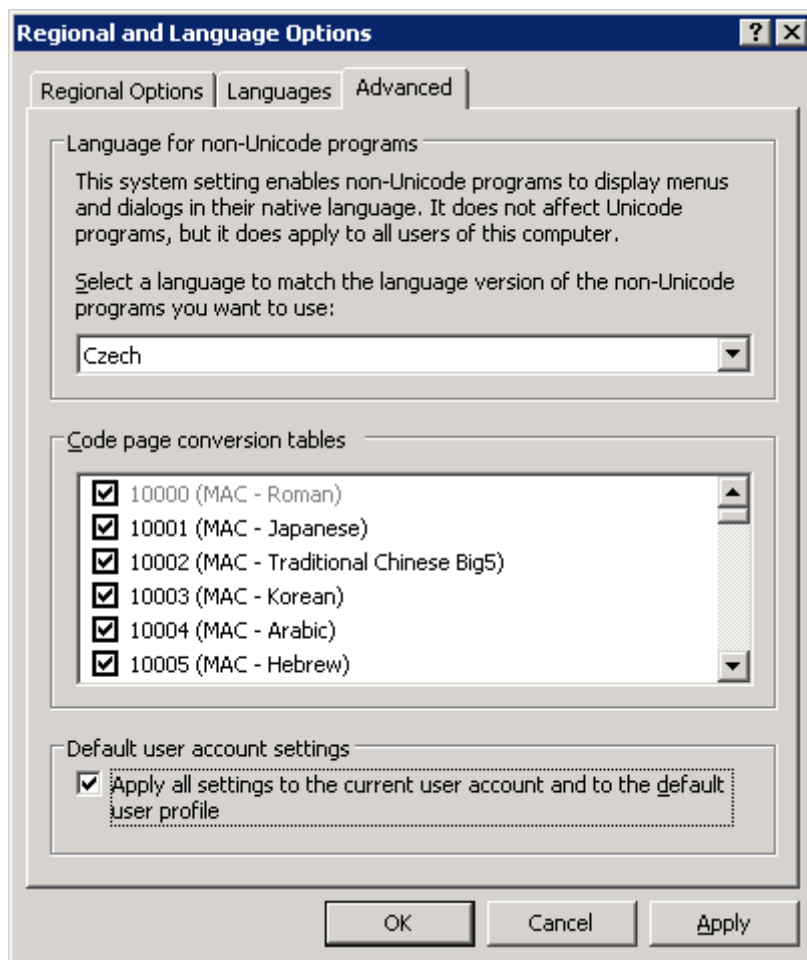 Regional and Language Options
Regional Options Languages Advanced
Language for non-Unicode programs
This system setting enables non-Unicode programs to display menus
and dialogs in their native language. It does not affect Unicode
programs, but it does apply to all users of this computer.
Select a language to match the language version of the non-Unicode
programs you want to use:
Czech
Code page conversion tables
10000 (MAC - Roman)
10001 (MAC - Japanese)
10002 (MAC - Traditional Chinese Big5)
10003 (MAC - Korean)
10004 (MAC - Arabic)
10005 (MAC - Hebrew)
Default user account settings
Apply all settings to the current user account and to the default
user profile
OK Cancel Apply